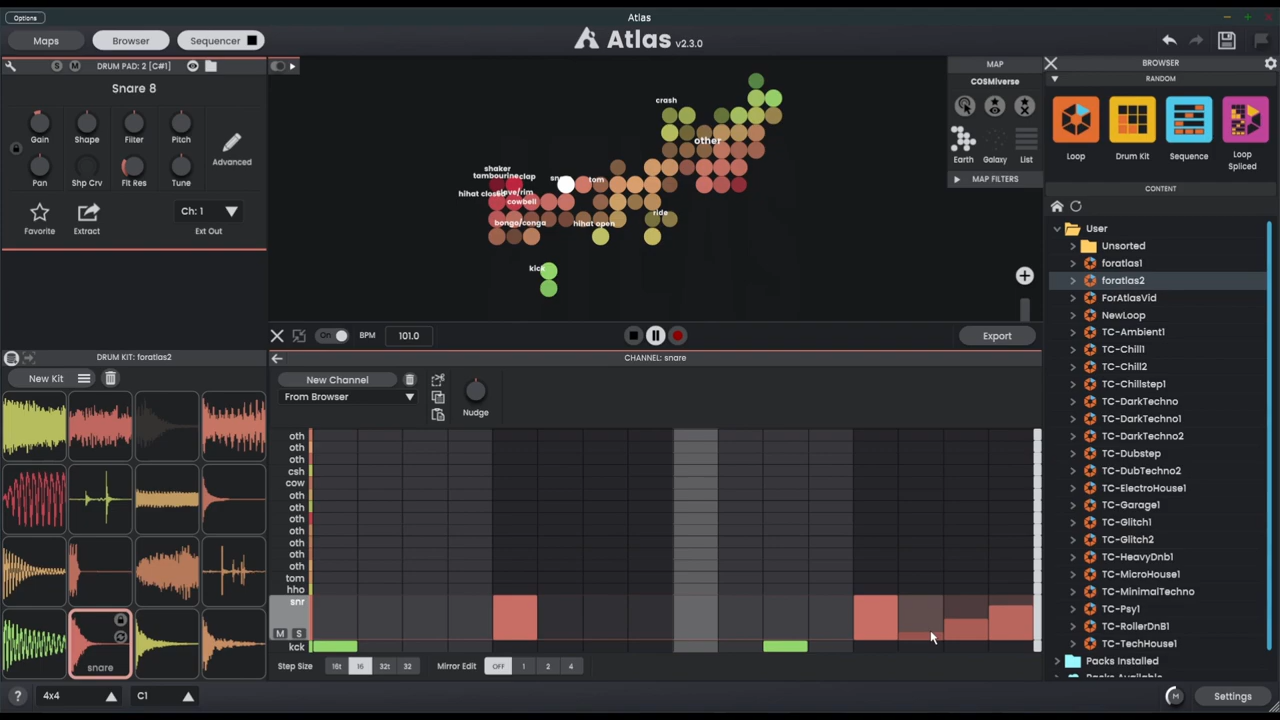 Options
Atlas
Maps
Browser
Sequencer
Atlas v2.3.0
S M DRUM PAD: 2 [C#1]
Snare 8
Gain
Shape
Filter
Pitch
Pan
Shp Crv
Flt Res
Tune
Advanced
Favorite
Extract
Ch: 1
Ext Out
crash
other
shaker
tambourine
clap
hihat closed
cowbell
tom
bongo/conga
hihat open
ride
kick
MAP
COSMIverse
Earth
Galaxy
List
MAP FILTERS
On
BPM
101.0
Export
BROWSER
RANDOM
Loop
Drum Kit
Sequence
Loop
Spliced
CONTENT
User
Unsorted
foratlas1
foratlas2
ForAtlasVid
NewLoop
TC-Ambient1
TC-Chill1
TC-Chill2
TC-Chillstep1
TC-DarkTechno
TC-DarkTechno1
TC-DarkTechno2
TC-Dubstep
TC-DubTechno2
TC-ElectroHouse1
TC-Garage1
TC-Glitch1
TC-Glitch2
TC-HeavyDnb1
TC-MicroHouse1
TC-MinimalTechno
TC-Psy1
TC-RollerDnB1
TC-TechHouse1
Packs Installed
Packs Available
DRUM KIT: foratlas2
New Kit
snare
CHANNEL: snare
New Channel
From Browser
Nudge
oth
oth
oth
csh
cow
oth
oth
oth
oth
oth
oth
oth
tom
hho
snr
M S
kck
Step Size
16t
16
32t
32
Mirror Edit
OFF
1
2
4
?
4x4
C1
M
Settings